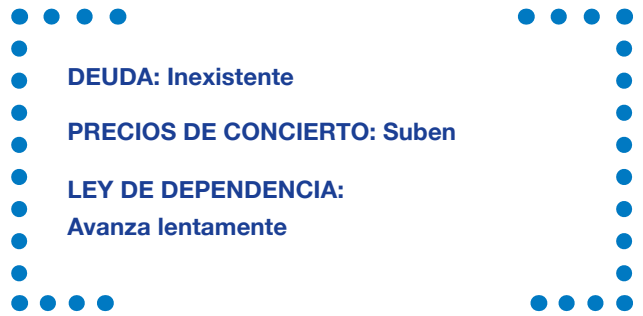 DEUDA: Inexistente
PRECIOS DE CONCIERTO: Suben
LEY DE DEPENDENCIA:
Avanza lentamente